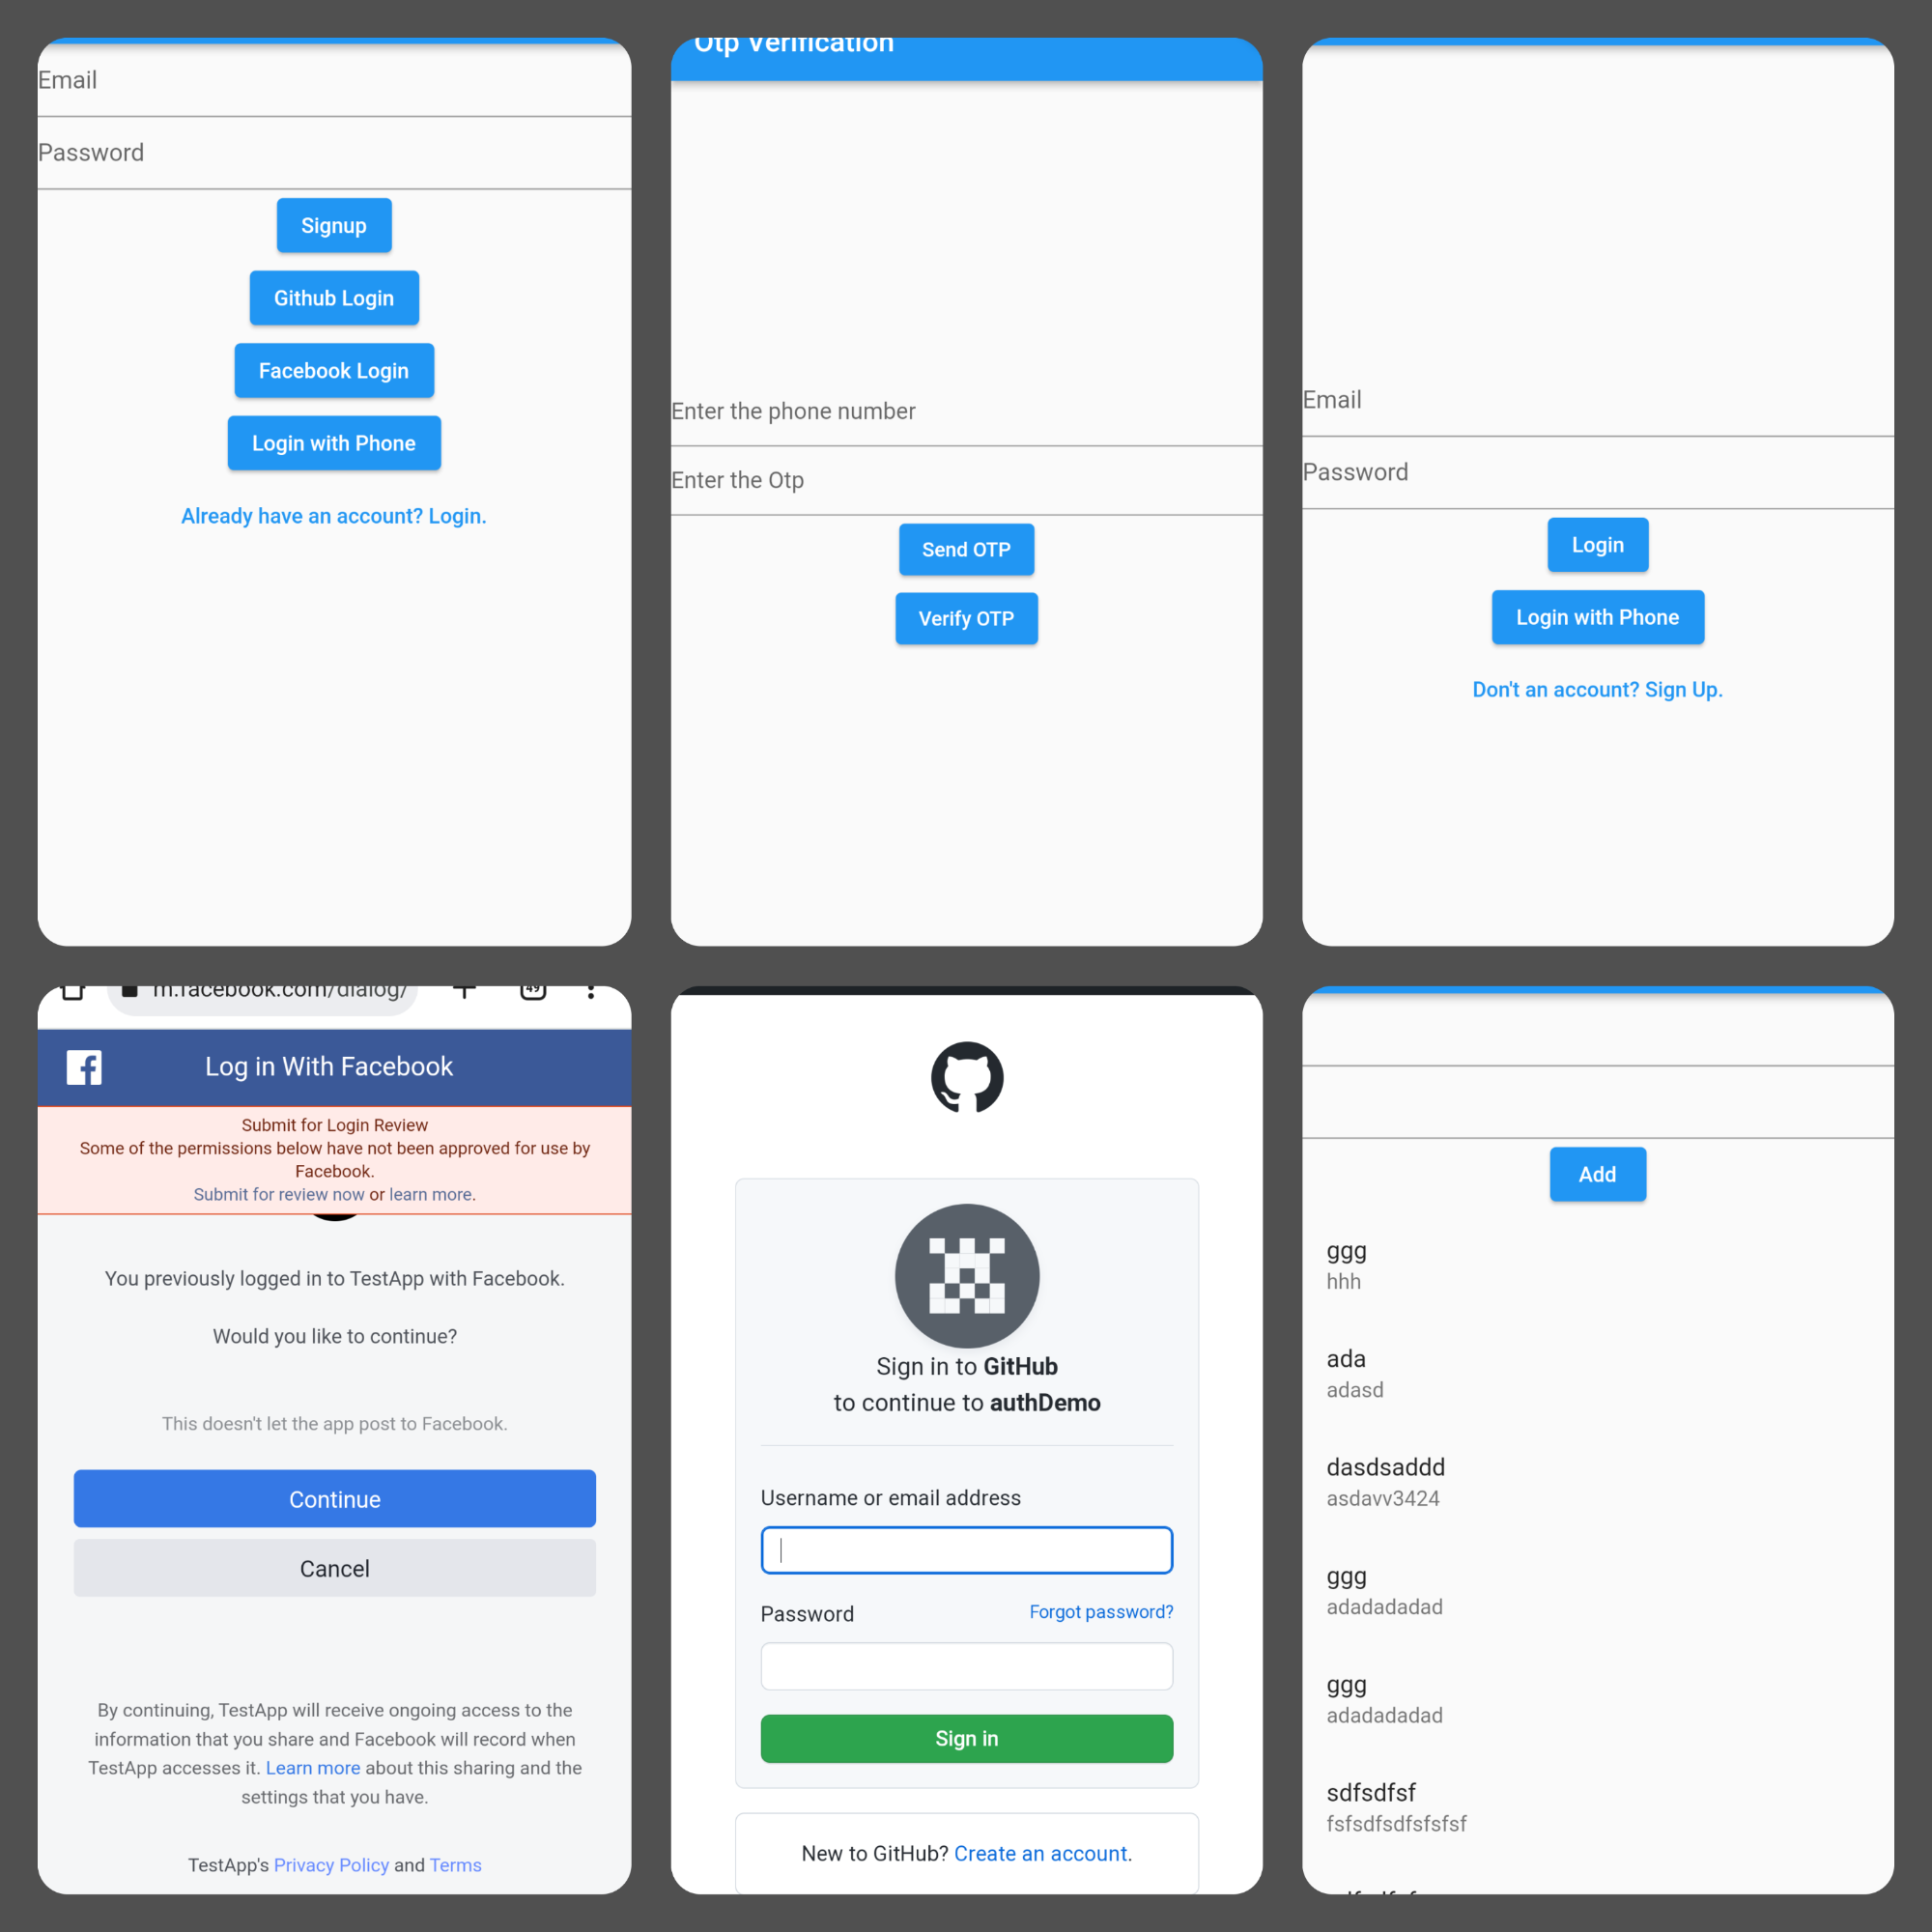 Email
Password
Signup
Github Login
Facebook Login
Login with Phone
Already have an account? Login.
Otp Verification
Enter the phone number
Enter the Otp
Send OTP
Verify OTP
Email
Password
Login
Login with Phone
Don't an account? Sign Up.
m.facebook.com/dialog/
49
Log in With Facebook
Submit for Login Review
Some of the permissions below have not been approved for use by
Facebook.
Submit for review now or learn more.
You previously logged in to TestApp with Facebook.
Would you like to continue?
This doesn't let the app post to Facebook.
Continue
Cancel
By continuing, TestApp will receive ongoing access to the
information that you share and Facebook will record when
TestApp accesses it. Learn more about this sharing and the
settings that you have.
TestApp's Privacy Policy and Terms
Sign in to GitHub
to continue to authDemo
Username or email address
Password
Forgot password?
Sign in
New to GitHub? Create an account.
Add
ggg
hhh
ada
adasd
dasdsaddd
asdavv3424
ggg
adadadadad
ggg
adadadadad
sdfsdfsf
fsfsdfsdfsfsfsf